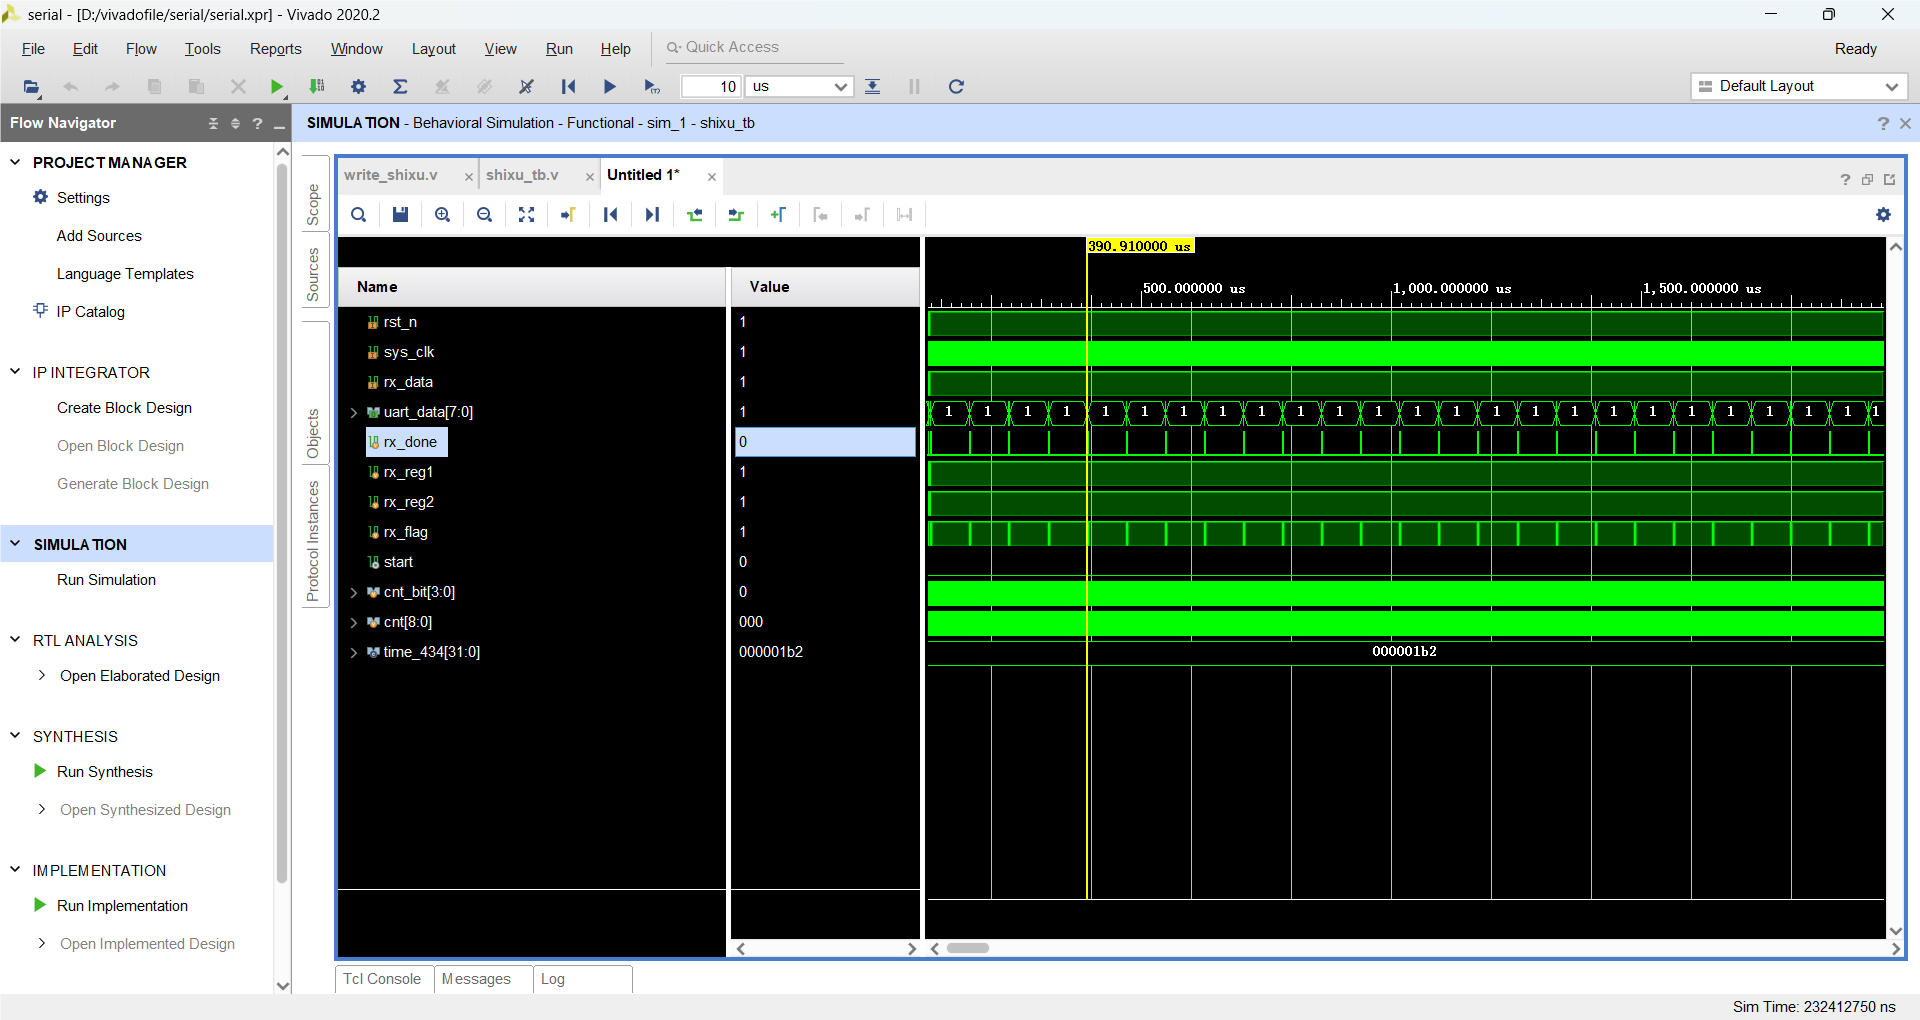 serial - [D:/vivadofile/serial/serial.xpr] - Vivado 2020.2
File Edit Flow Tools Reports Window Layout View Run Help Quick Access Ready
10 us Default Layout
Flow Navigator
SIMULATION - Behavioral Simulation - Functional - sim_1 - shixu_tb
PROJECT MANAGER
Settings
Add Sources
Language Templates
IP Catalog
IP INTEGRATOR
Create Block Design
Open Block Design
Generate Block Design
SIMULATION
Run Simulation
RTL ANALYSIS
Open Elaborated Design
SYNTHESIS
Run Synthesis
Open Synthesized Design
IMPLEMENTATION
Run Implementation
Open Implemented Design
Scope
Sources
Objects
Protocol Instances
write_shixu.v shixu_tb.v Untitled 1*
390.910000 us
500.000000 us 1,000.000000 us 1,500.000000 us
Name Value
rst_n 1
sys_clk 1
rx_data 1
uart_data[7:0] 1 1 1 1 1 1 1 1 1 1 1 1 1 1 1 1 1 1 1 1 1 1 1 1 1 1
rx_done 0
rx_reg1 1
rx_reg2 1
rx_flag 1
start 0
cnt_bit[3:0] 0
cnt[8:0] 000
time_434[31:0] 000001b2 000001b2
Tcl Console Messages Log
Sim Time: 232412750 ns